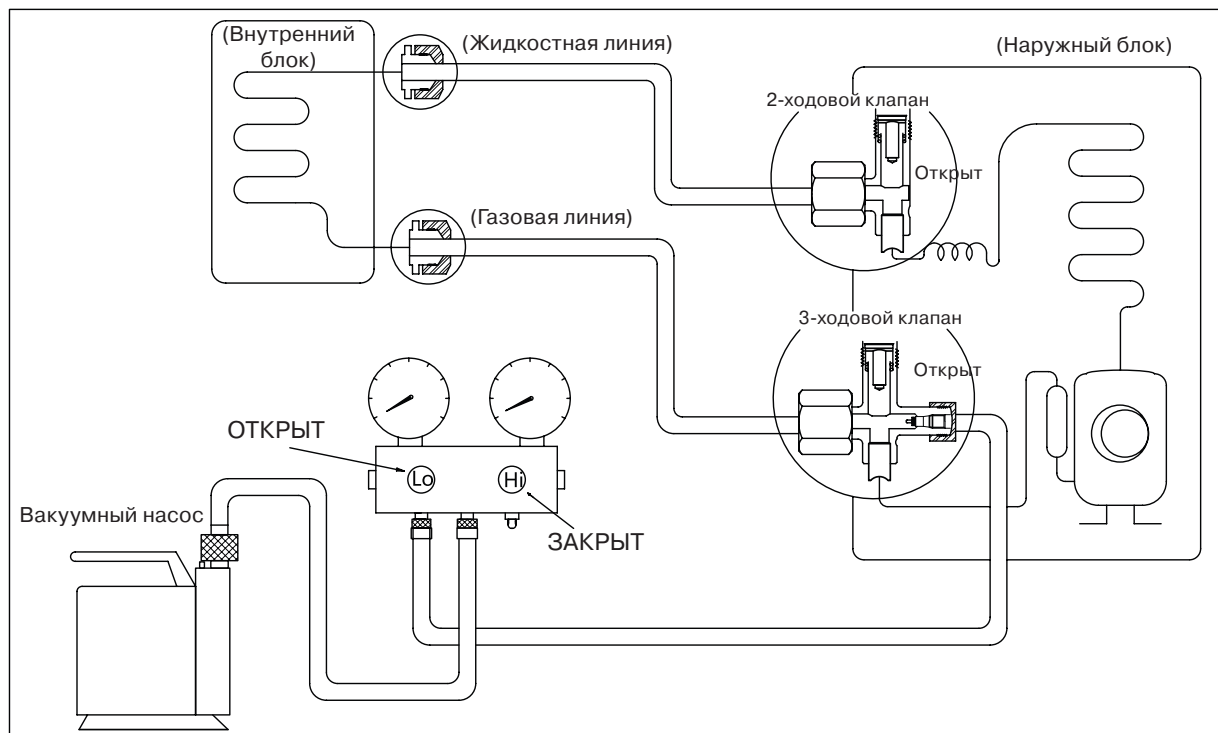 (Внутренний
блок)
(Жидкостная линия)
(Наружный блок)
2-ходовой клапан
Открыт
(Газовая линия)
3-ходовой клапан
Открыт
ОТКРЫТ
Lo
Hi
Вакуумный насос
ЗАКРЫТ